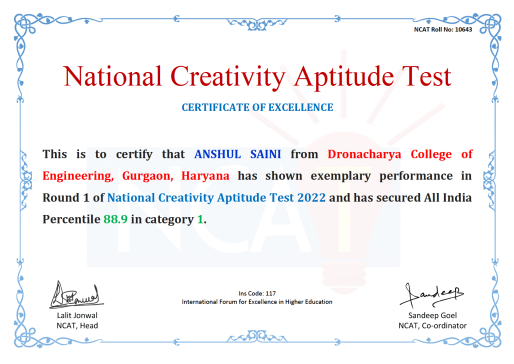 NCAT Roll No: 10643
National Creativity Aptitude Test
CERTIFICATE OF EXCELLENCE
This is to certify that ANSHUL SAINI from Dronacharya College of
Engineering, Gurgaon, Haryana has shown exemplary performance in
Round 1 of National Creativity Aptitude Test 2022 and has secured All India
Percentile 88.9 in category 1.
NCAT
Ins Code: 117
International Forum for Excellence in Higher Education
Sandeep
Lalit Jonwal
NCAT, Head
Sandeep Goel
NCAT, Co-ordinator